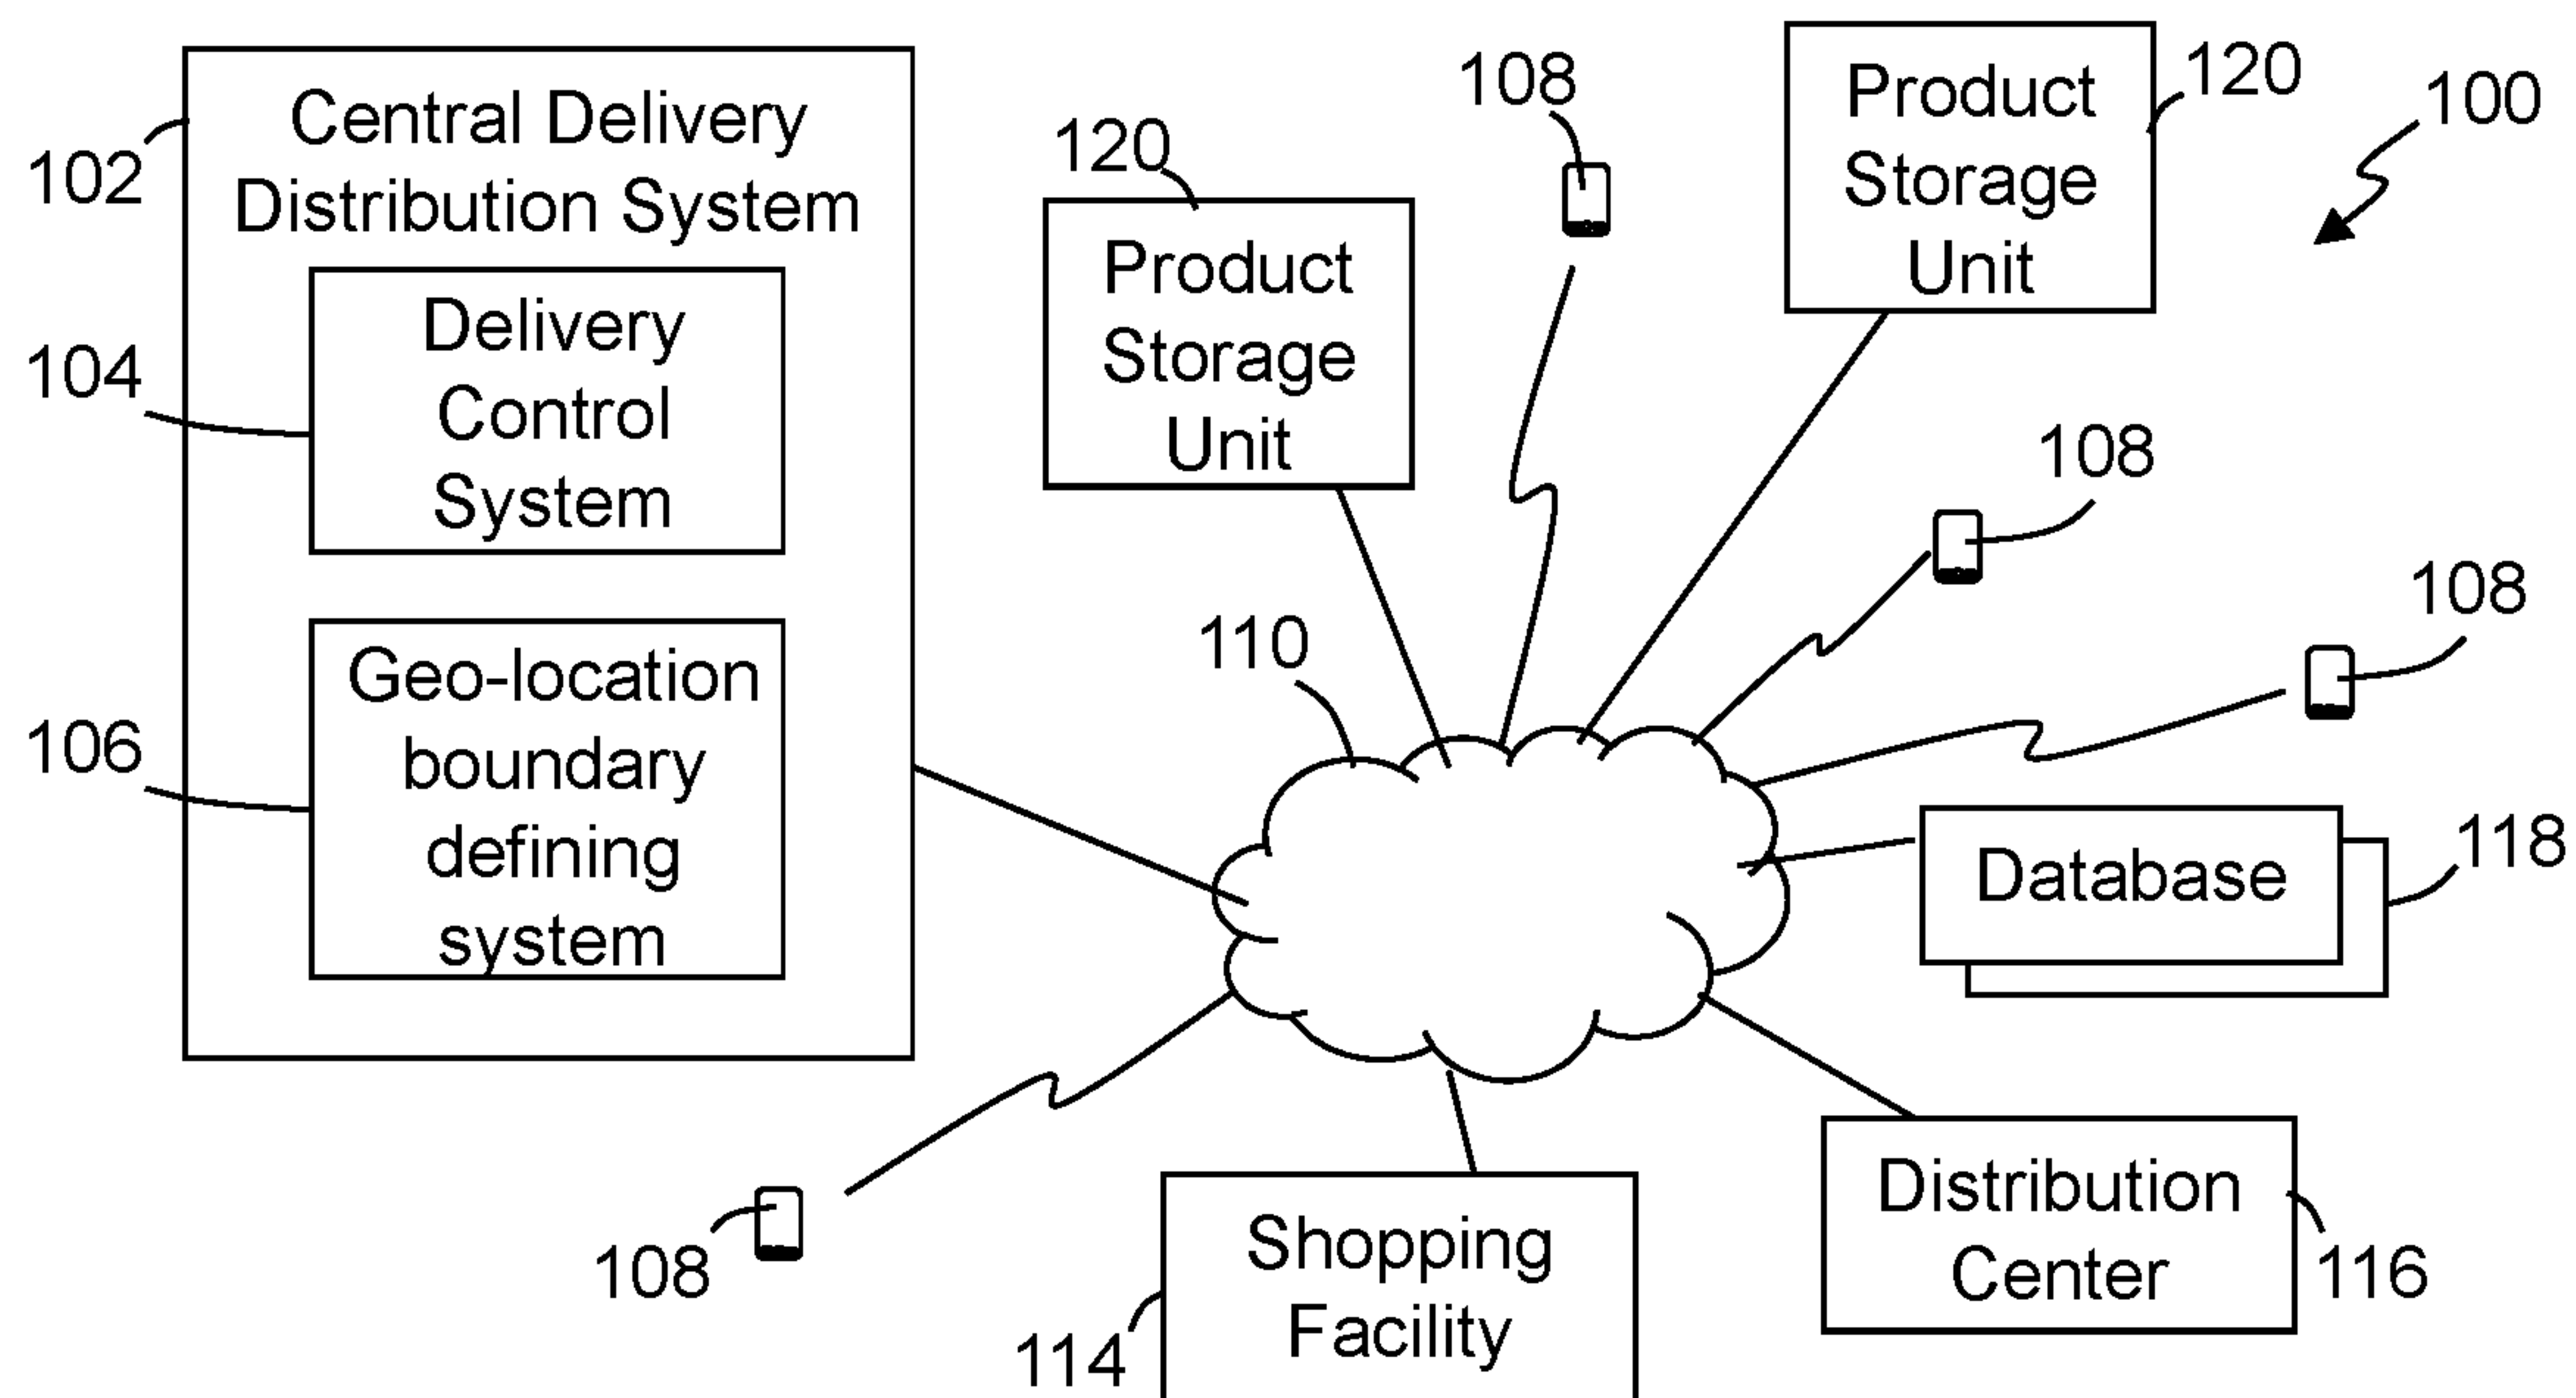 102
Central Delivery
Distribution System
104
Delivery
Control
System
106
Geo-location
boundary
defining
system
120
Product
Storage
Unit
108
Product
Storage
Unit
120
100
108
108
110
Database
118
108
Shopping
Facility
114
Distribution
Center
116